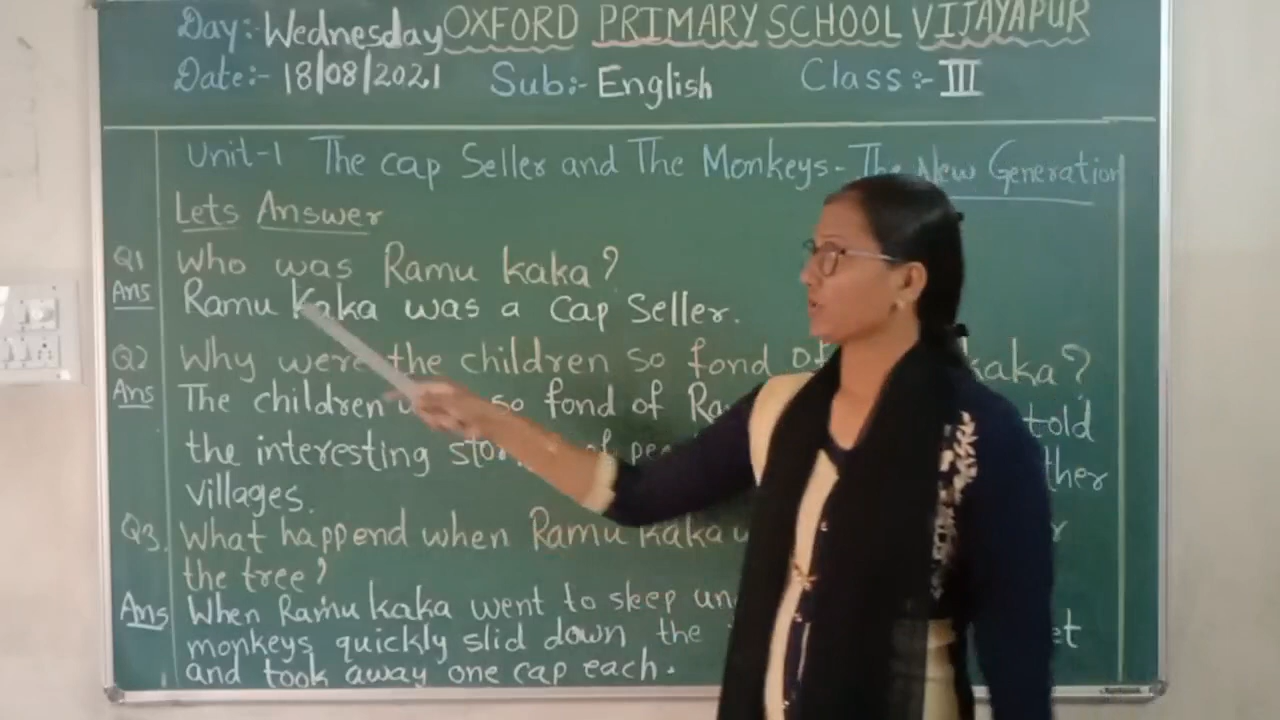 Day:- Wednesday OXFORD PRIMARY SCHOOL VIJAYAPUR
Date:- 18/08/2021 Sub:- English Class:- III
Unit-1 The cap Seller and The Monkeys- The New Generation
Lets Answer
Q1 Who was Ramu kaka?
Ans Ramu Kaka was a cap Seller.
Q2 Why were the children so fond of kaka?
Ans The children so fond of told
the interesting of
villages.
Q3. What happend when Ramu kaka
the tree?
Ans When Ramu kaka went to sleep
monkeys quickly slid down the
and took away one cap each.